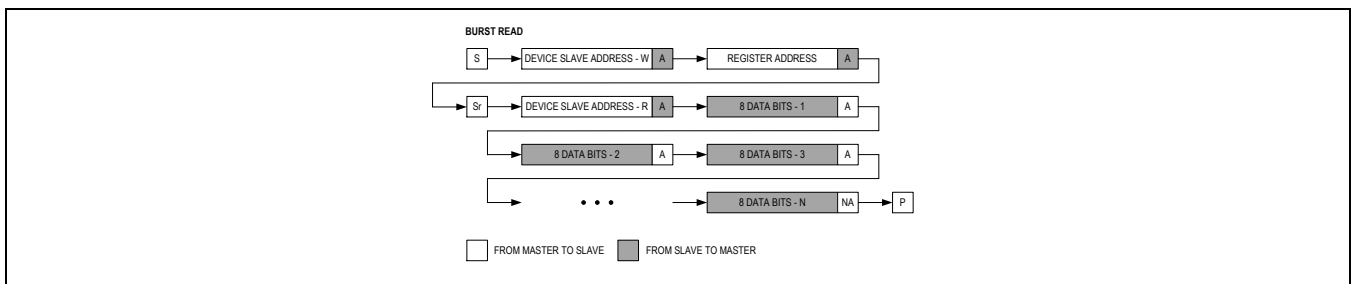 BURST READ
S DEVICE SLAVE ADDRESS - W A REGISTER ADDRESS A
Sr DEVICE SLAVE ADDRESS - R A 8 DATA BITS - 1 A
8 DATA BITS - 2 A 8 DATA BITS - 3 A
• • • 8 DATA BITS - N NA P
FROM MASTER TO SLAVE FROM SLAVE TO MASTER